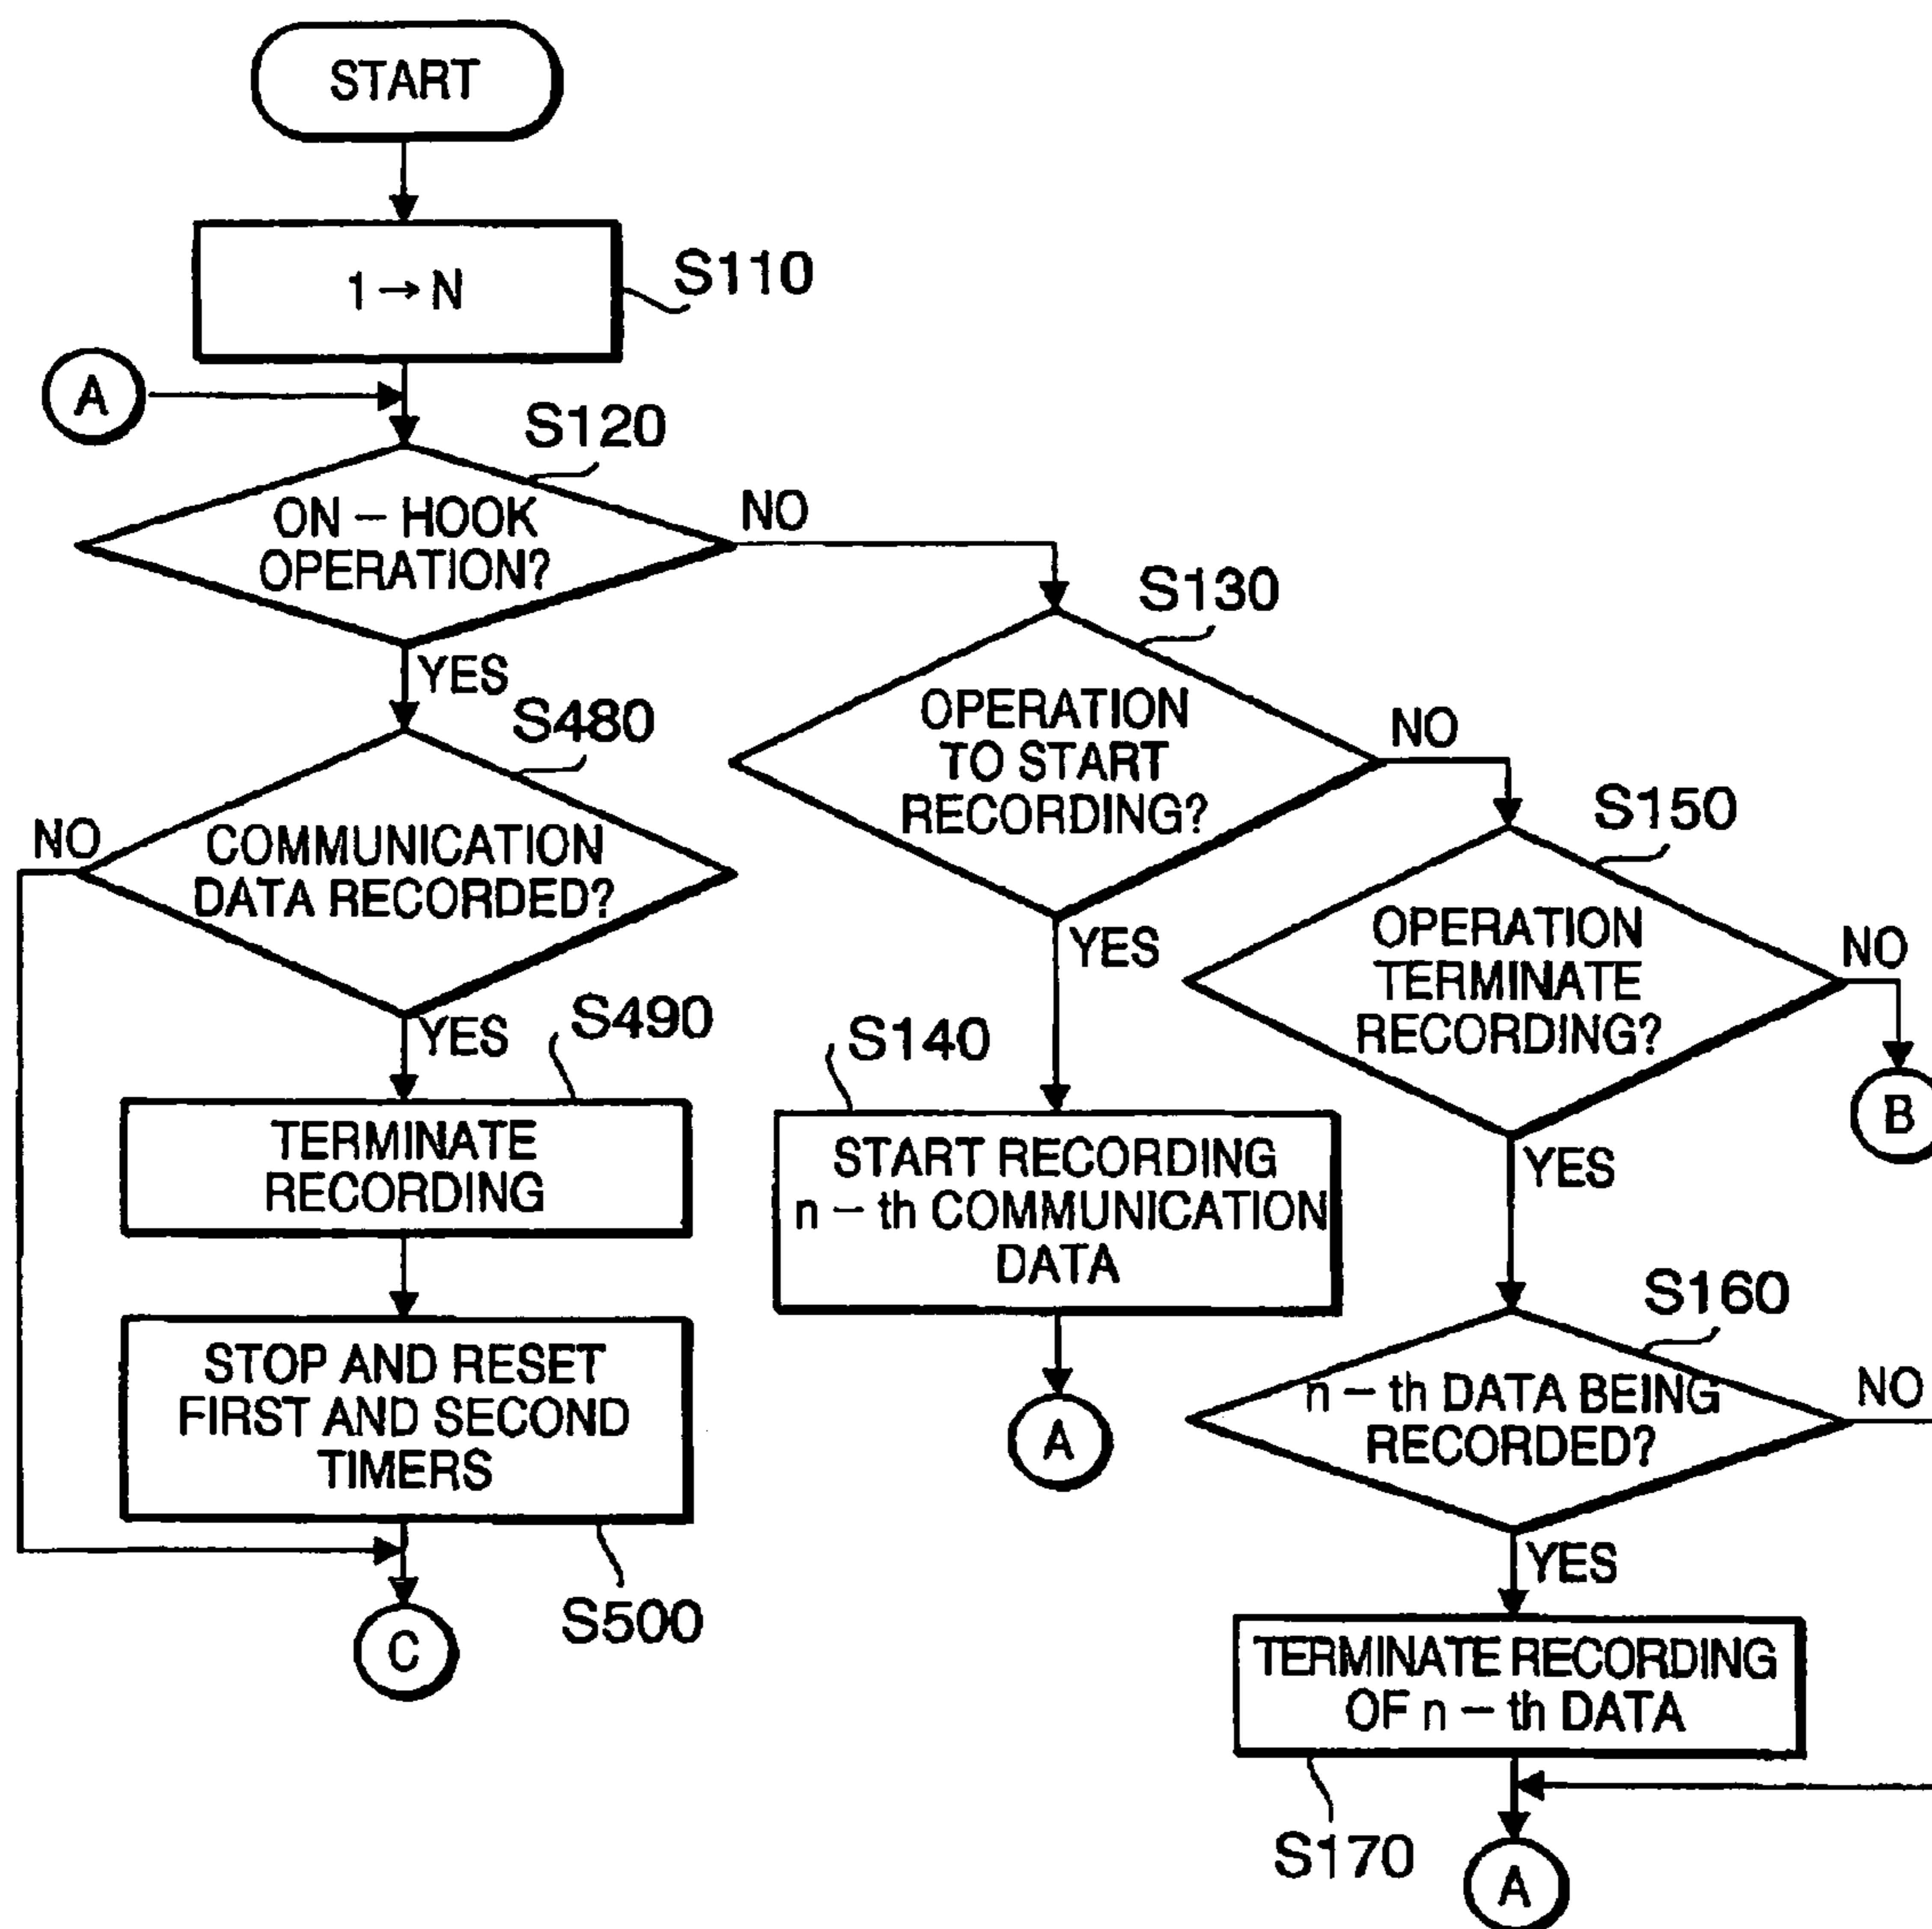 START
1→N
S110
A
S120
ON – HOOK
OPERATION?
NO
YES
S480
COMMUNICATION
DATA RECORDED?
NO
YES
S490
TERMINATE
RECORDING
STOP AND RESET
FIRST AND SECOND
TIMERS
S500
C
S130
OPERATION
TO START
RECORDING?
NO
YES
S140
START RECORDING
n – th COMMUNICATION
DATA
A
S150
OPERATION
TERMINATE
RECORDING?
NO
B
YES
S160
n – th DATA BEING
RECORDED?
NO
YES
TERMINATE RECORDING
OF n – th DATA
S170
A